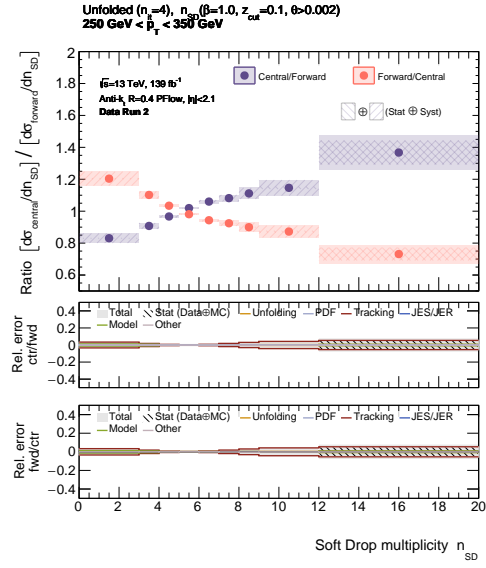 Unfolded (n_it=4), n_SD(β=1.0, z_cut=0.1, θ>0.002)
250 GeV < p_T < 350 GeV
√s=13 TeV, 139 fb⁻¹
Anti-k_t R=0.4 PFlow, |η|<2.1
Data Run 2
Central/Forward
Forward/Central
⊕ (Stat ⊕ Syst)
Ratio [dσ_central/dn_SD] / [dσ_forward/dn_SD]
2
1.8
1.6
1.4
1.2
1
0.8
0.6
Rel. error
ctr/fwd
0.4
0.2
0
−0.2
−0.4
Total Stat (Data⊕MC) Unfolding PDF Tracking JES/JER
Model Other
Rel. error
fwd/ctr
0.4
0.2
0
−0.2
−0.4
Total Stat (Data⊕MC) Unfolding PDF Tracking JES/JER
Model Other
0 2 4 6 8 10 12 14 16 18 20
Soft Drop multiplicity n_SD